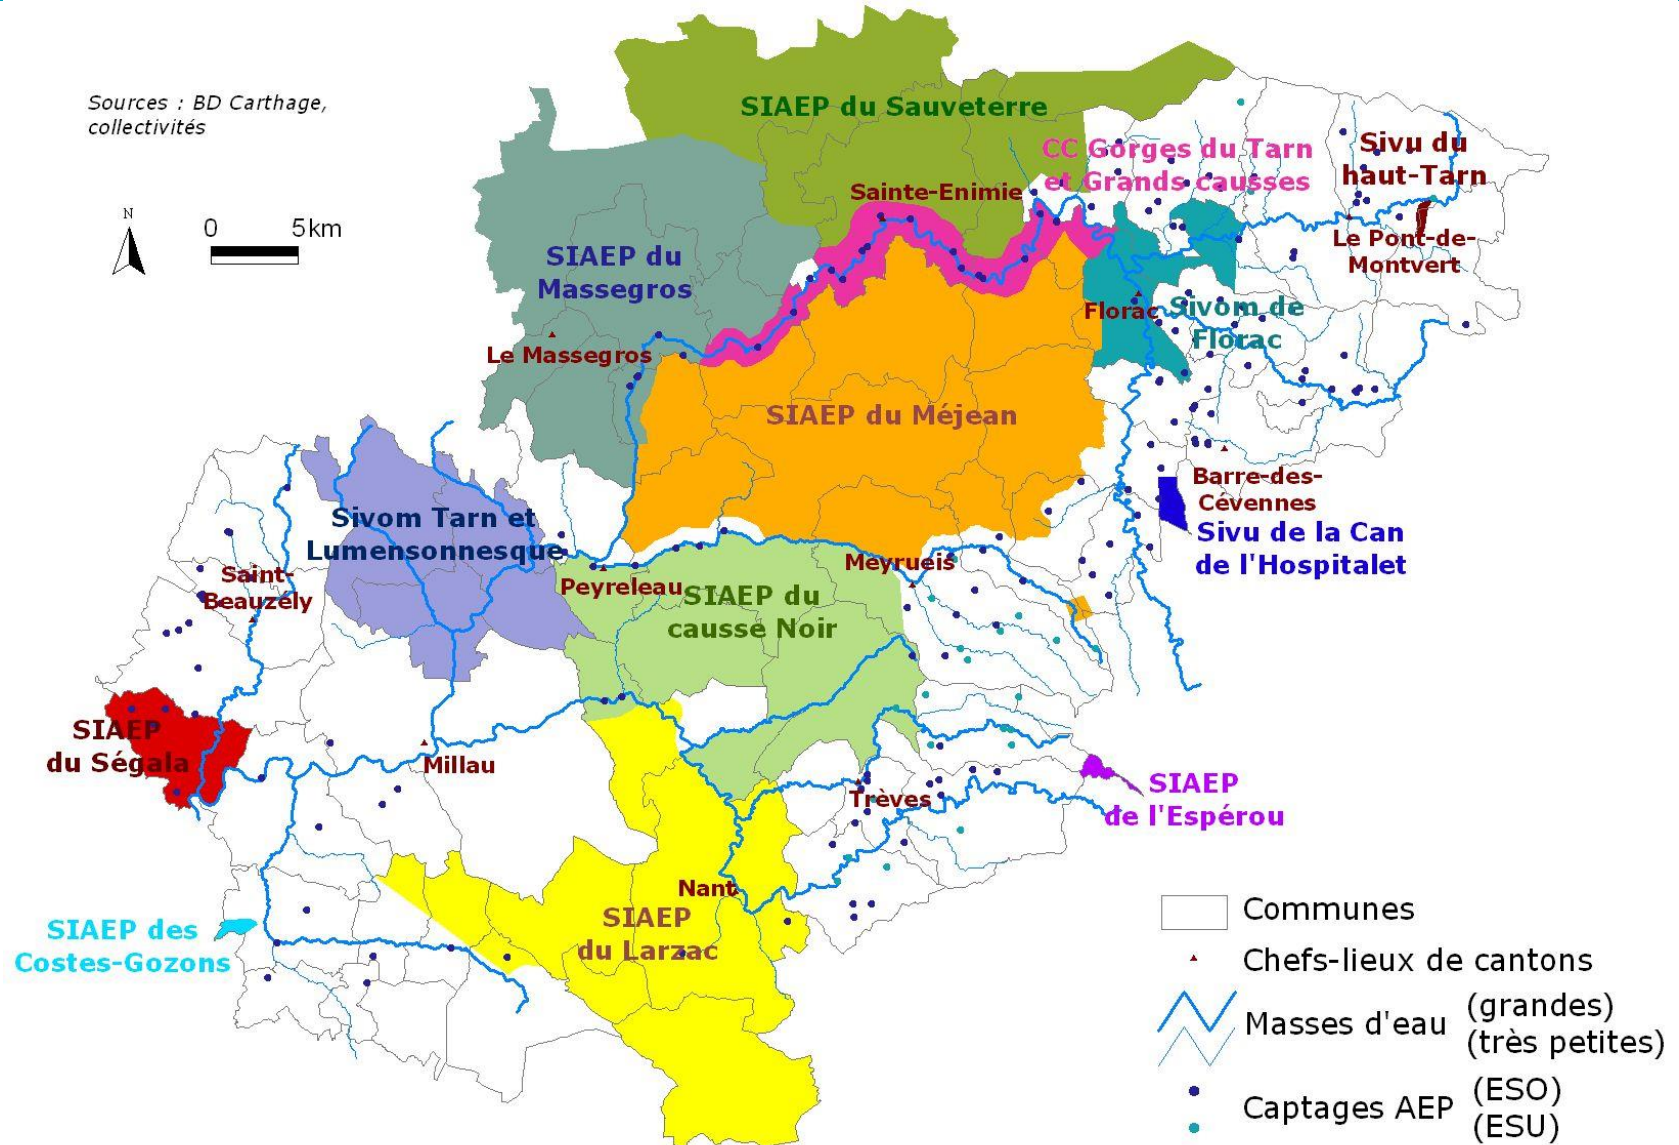 Sources : BD Carthage,
collectivités
N
0 5km
SIAEP du Sauveterre
CC Gorges du Tarn
et Grands causses
Sivu du
haut-Tarn
Sainte-Enimie
Le Pont-de-
Montvert
SIAEP du
Massegros
Florac
Sivom de
Florac
Le Massegros
SIAEP du Méjean
Barre-des-
Cévennes
Sivu de la Can
de l'Hospitalet
Sivom Tarn et
Lumensonnesque
Saint-
Beauzély
Peyreleau
Meyrueis
SIAEP du
causse Noir
SIAEP
du Ségala
Millau
Trèves
SIAEP
de l'Espérou
Nant
SIAEP
du Larzac
SIAEP des
Costes-Gozons
Communes
Chefs-lieux de cantons
Masses d'eau (grandes)
(très petites)
Captages AEP (ESO)
(ESU)